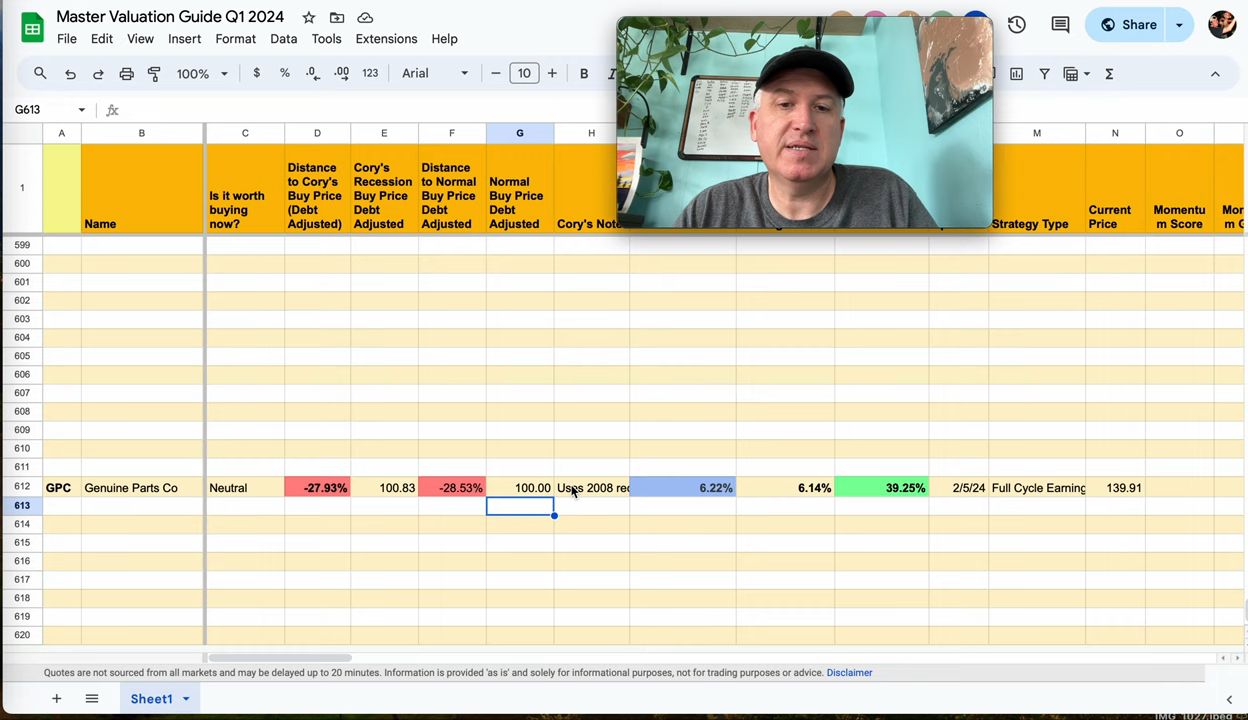 Master Valuation Guide Q1 2024
File Edit View Insert Format Data Tools Extensions Help
Share
100% $ % .0 .00 123 Arial 10 B I Σ
G613 fx
A B C D E F G H M N O
1 Name Is it worth buying now? Distance to Cory's Buy Price (Debt Adjusted) Cory's Recession Buy Price Debt Adjusted Distance to Normal Buy Price Debt Adjusted Normal Buy Price Debt Adjusted Cory's Note Strategy Type Current Price Momentum Score
599
600
601
602
603
604
605
606
607
608
609
610
611
612 GPC Genuine Parts Co Neutral -27.93% 100.83 -28.53% 100.00 Uses 2008 rec 6.22% 6.14% 39.25% 2/5/24 Full Cycle Earning 139.91
613
614
615
616
617
618
619
620
Quotes are not sourced from all markets and may be delayed up to 20 minutes. Information is provided 'as is' and solely for informational purposes, not for trading purposes or advice. Disclaimer
+ Sheet1